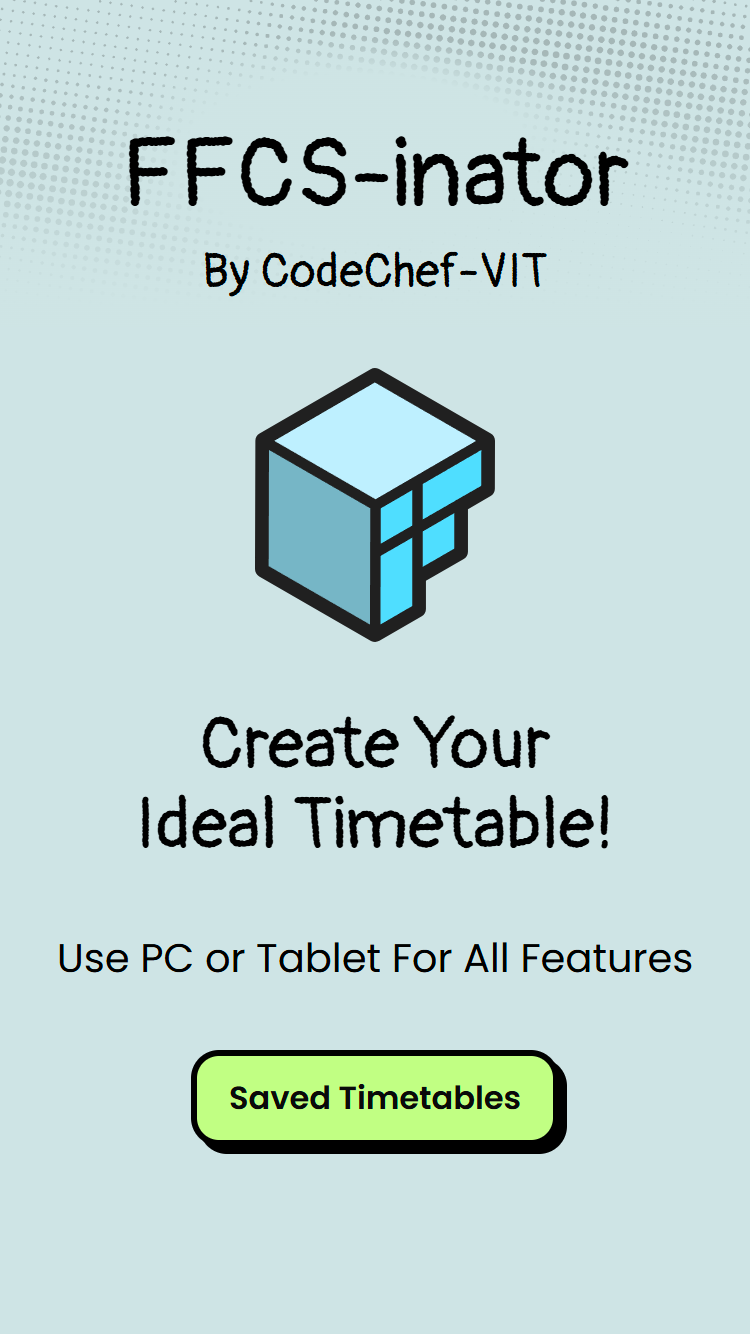 FFCS-inator
By CodeChef-VIT
Create Your
Ideal Timetable!
Use PC or Tablet For All Features
Saved Timetables